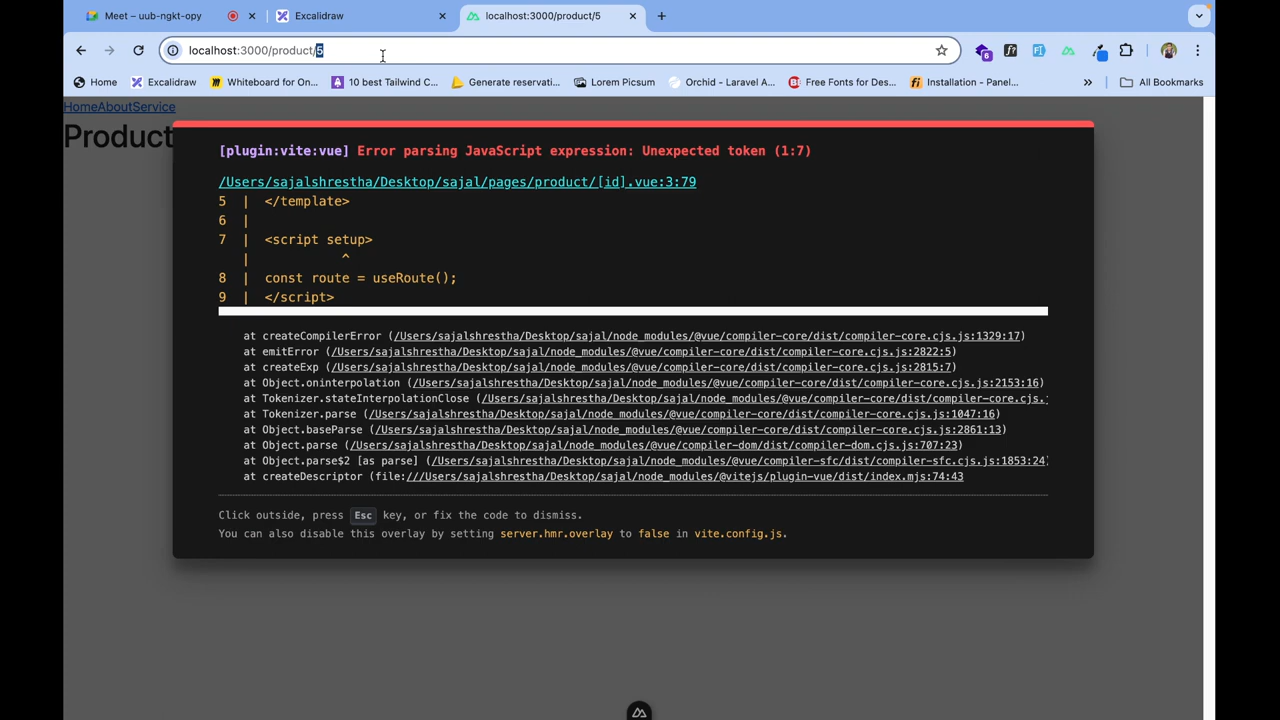 Meet – uub-ngkt-opy
Excalidraw
localhost:3000/product/5
localhost:3000/product/5
6
Home
Excalidraw
Whiteboard for On...
10 best Tailwind C...
Generate reservati...
Lorem Picsum
Orchid - Laravel A...
Free Fonts for Des...
Installation - Panel...
»
All Bookmarks
HomeAboutService
Product
[plugin:vite:vue] Error parsing JavaScript expression: Unexpected token (1:7)
/Users/sajalshrestha/Desktop/sajal/pages/product/[id].vue:3:79
5 | </template>
6 |
7 | <script setup>
| ^
8 | const route = useRoute();
9 | </script>
at createCompilerError (/Users/sajalshrestha/Desktop/sajal/node_modules/@vue/compiler-core/dist/compiler-core.cjs.js:1329:17)
at emitError (/Users/sajalshrestha/Desktop/sajal/node_modules/@vue/compiler-core/dist/compiler-core.cjs.js:2822:5)
at createExp (/Users/sajalshrestha/Desktop/sajal/node_modules/@vue/compiler-core/dist/compiler-core.cjs.js:2815:7)
at Object.oninterpolation (/Users/sajalshrestha/Desktop/sajal/node_modules/@vue/compiler-core/dist/compiler-core.cjs.js:2153:16)
at Tokenizer.stateInterpolationClose (/Users/sajalshrestha/Desktop/sajal/node_modules/@vue/compiler-core/dist/compiler-core.cjs.j
at Tokenizer.parse (/Users/sajalshrestha/Desktop/sajal/node_modules/@vue/compiler-core/dist/compiler-core.cjs.js:1047:16)
at Object.baseParse (/Users/sajalshrestha/Desktop/sajal/node_modules/@vue/compiler-core/dist/compiler-core.cjs.js:2861:13)
at Object.parse (/Users/sajalshrestha/Desktop/sajal/node_modules/@vue/compiler-dom/dist/compiler-dom.cjs.js:707:23)
at Object.parse$2 [as parse] (/Users/sajalshrestha/Desktop/sajal/node_modules/@vue/compiler-sfc/dist/compiler-sfc.cjs.js:1853:24)
at createDescriptor (file:///Users/sajalshrestha/Desktop/sajal/node_modules/@vitejs/plugin-vue/dist/index.mjs:74:43
Click outside, press Esc key, or fix the code to dismiss.
You can also disable this overlay by setting server.hmr.overlay to false in vite.config.js.